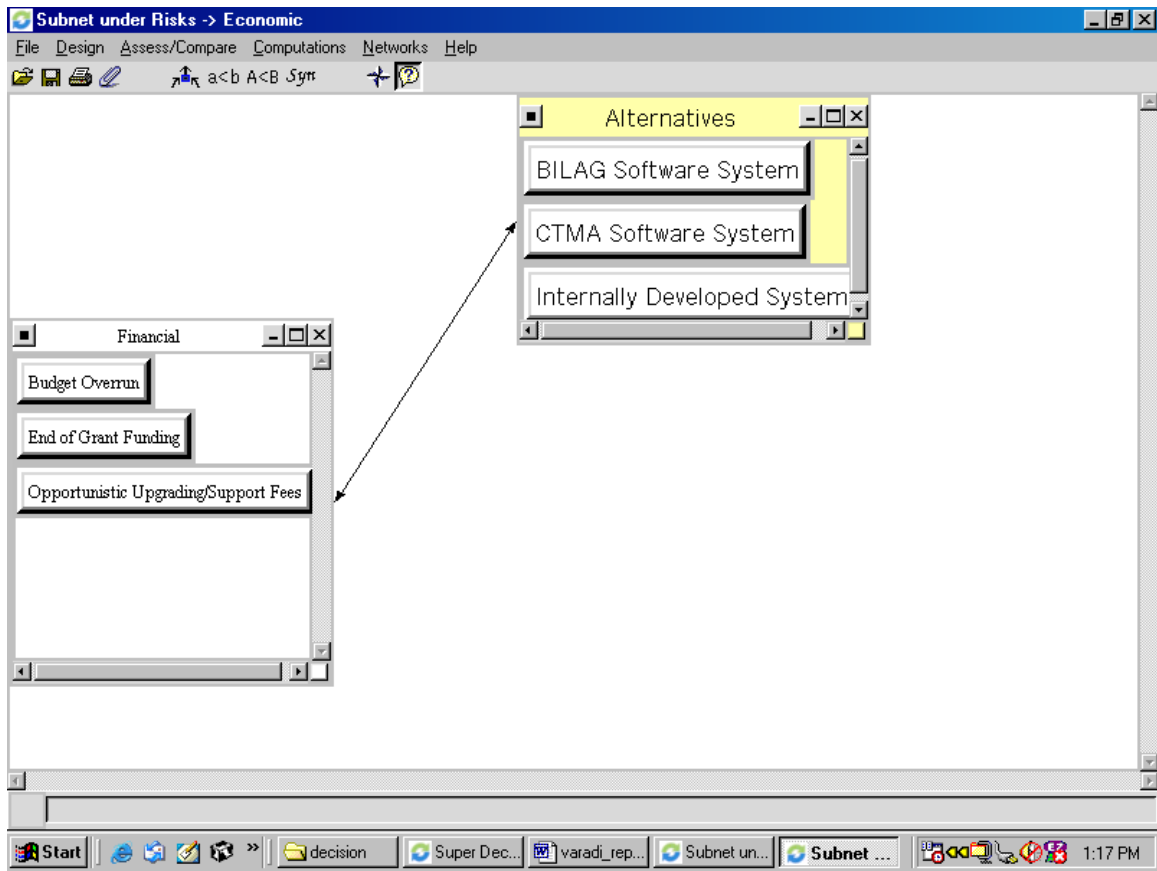 Subnet under Risks -> Economic
File Design Assess/Compare Computations Networks Help
a<b A<B Syn
Alternatives
BILAG Software System
CTMA Software System
Internally Developed System
Financial
Budget Overrun
End of Grant Funding
Opportunistic Upgrading/Support Fees
Start » decision Super Dec... varadi_rep... Subnet un... Subnet ... 1:17 PM